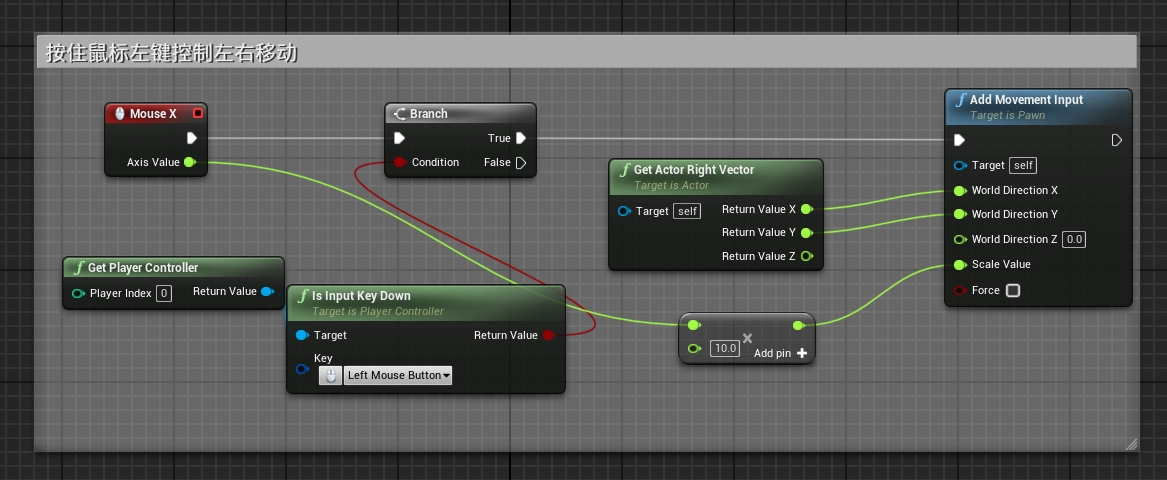 按住鼠标左键控制左右移动
Mouse X
Axis Value
Branch
True
Condition
False
Add Movement Input
Target is Pawn
Target self
World Direction X
World Direction Y
World Direction Z 0.0
Scale Value
Force
Get Actor Right Vector
Target is Actor
Target self
Return Value X
Return Value Y
Return Value Z
Get Player Controller
Player Index 0
Return Value
Is Input Key Down
Target is Player Controller
Target
Return Value
Key
Left Mouse Button
10.0
Add pin